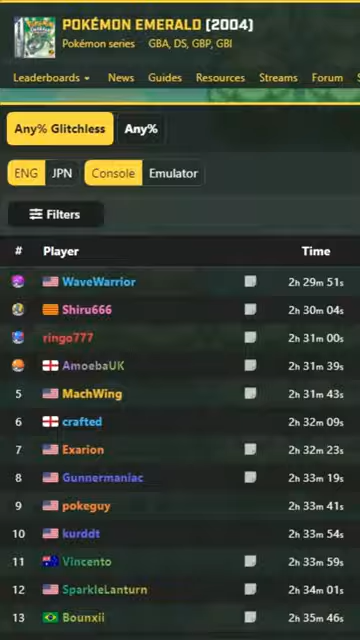 POKÉMON EMERALD (2004)
Pokémon series GBA, DS, GBP, GBI
Leaderboards News Guides Resources Streams Forum S
Any% Glitchless Any%
ENG JPN Console Emulator
Filters
# Player Time
WaveWarrior 2h 29m 51s
Shiru666 2h 30m 04s
ringo777 2h 31m 00s
AmoebaUK 2h 31m 39s
5 MachWing 2h 31m 43s
6 crafted 2h 32m 09s
7 Exarion 2h 32m 23s
8 Gunnermaniac 2h 33m 19s
9 pokeguy 2h 33m 41s
10 kurddt 2h 33m 54s
11 Vincento 2h 33m 59s
12 SparkleLanturn 2h 34m 01s
13 Bounxii 2h 35m 46s